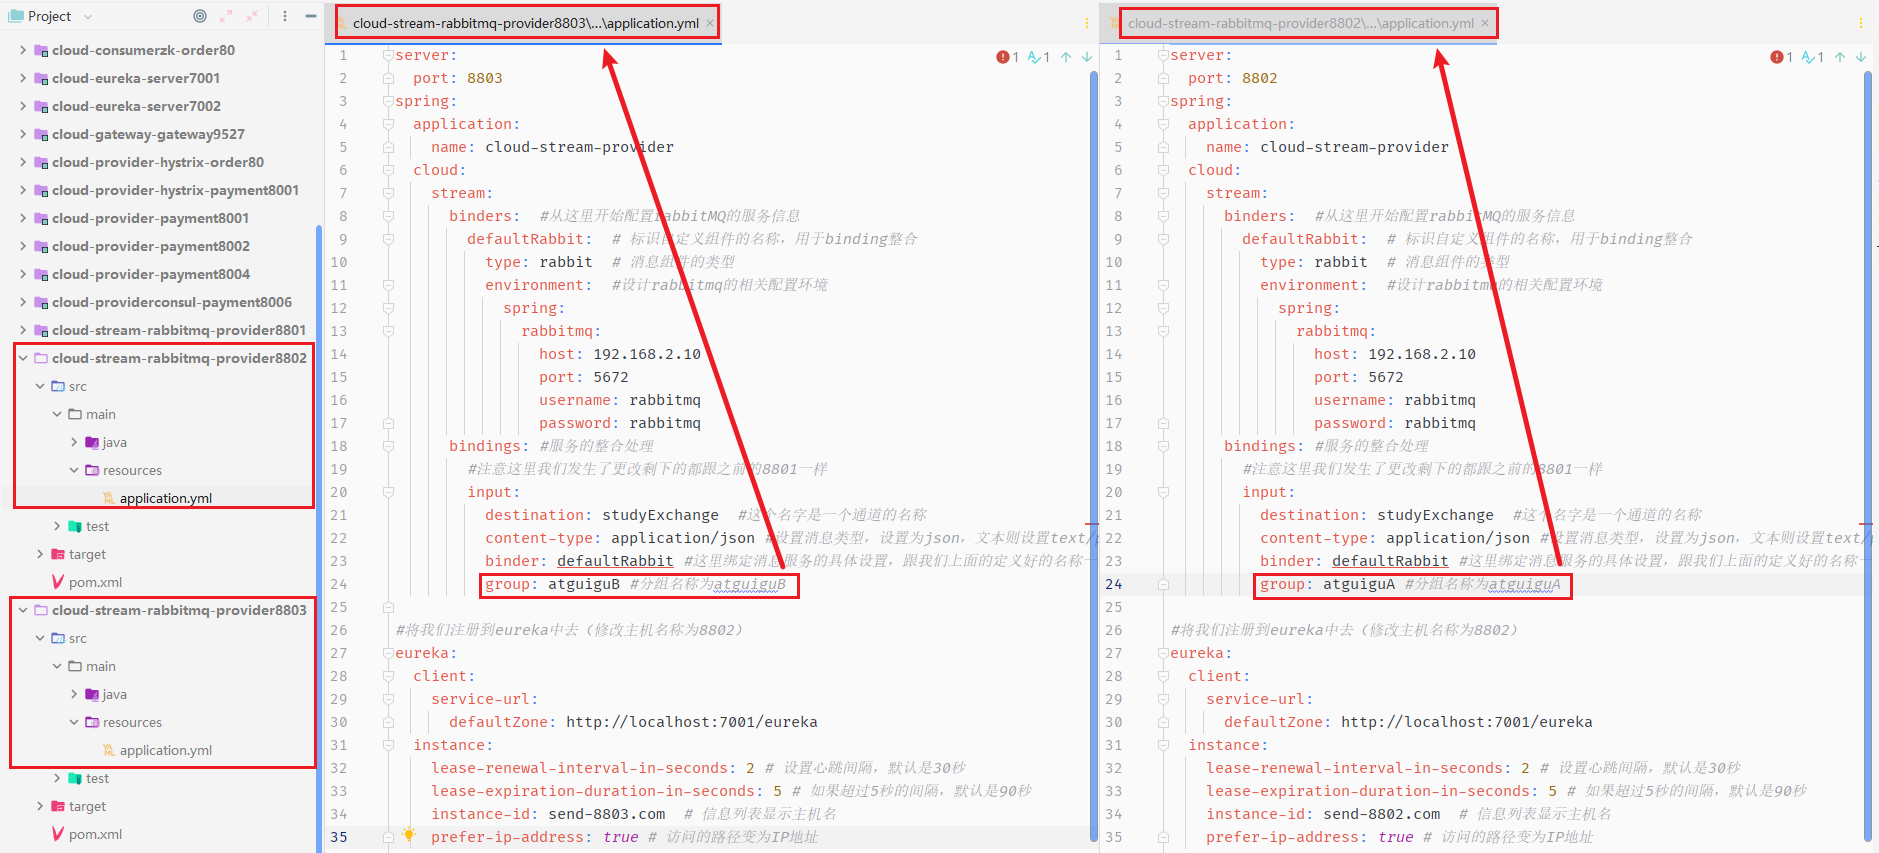 Project
cloud-consumerzk-order80
cloud-eureka-server7001
cloud-eureka-server7002
cloud-gateway-gateway9527
cloud-provider-hystrix-order80
cloud-provider-hystrix-payment8001
cloud-provider-payment8001
cloud-provider-payment8002
cloud-provider-payment8004
cloud-providerconsul-payment8006
cloud-stream-rabbitmq-provider8801
cloud-stream-rabbitmq-provider8802
src
main
java
resources
application.yml
test
target
pom.xml
cloud-stream-rabbitmq-provider8803
src
main
java
resources
application.yml
test
target
pom.xml
cloud-stream-rabbitmq-provider8803\...\application.yml
1 1
1 server:
2 port: 8803
3 spring:
4 application:
5 name: cloud-stream-provider
6 cloud:
7 stream:
8 binders: #从这里开始配置rabbitMQ的服务信息
9 defaultRabbit: # 标识自定义组件的名称，用于binding整合
10 type: rabbit # 消息组件的类型
11 environment: #设计rabbitmq的相关配置环境
12 spring:
13 rabbitmq:
14 host: 192.168.2.10
15 port: 5672
16 username: rabbitmq
17 password: rabbitmq
18 bindings: #服务的整合处理
19 #注意这里我们发生了更改剩下的都跟之前的8801一样
20 input:
21 destination: studyExchange #这个名字是一个通道的名称
22 content-type: application/json #设置消息类型，设置为json，文本则设置text/p
23 binder: defaultRabbit #这里绑定消息服务的具体设置，跟我们上面的定义好的名称一
24 group: atguiguB #分组名称为atguiguB
25
26 #将我们注册到eureka中去（修改主机名称为8802）
27 eureka:
28 client:
29 service-url:
30 defaultZone: http://localhost:7001/eureka
31 instance:
32 lease-renewal-interval-in-seconds: 2 # 设置心跳间隔，默认是30秒
33 lease-expiration-duration-in-seconds: 5 # 如果超过5秒的间隔，默认是90秒
34 instance-id: send-8803.com # 信息列表显示主机名
35 prefer-ip-address: true # 访问的路径变为IP地址
cloud-stream-rabbitmq-provider8802\...\application.yml
1 1
1 server:
2 port: 8802
3 spring:
4 application:
5 name: cloud-stream-provider
6 cloud:
7 stream:
8 binders: #从这里开始配置rabbitMQ的服务信息
9 defaultRabbit: # 标识自定义组件的名称，用于binding整合
10 type: rabbit # 消息组件的类型
11 environment: #设计rabbitmq的相关配置环境
12 spring:
13 rabbitmq:
14 host: 192.168.2.10
15 port: 5672
16 username: rabbitmq
17 password: rabbitmq
18 bindings: #服务的整合处理
19 #注意这里我们发生了更改剩下的都跟之前的8801一样
20 input:
21 destination: studyExchange #这个名字是一个通道的名称
22 content-type: application/json #设置消息类型，设置为json，文本则设置text/p
23 binder: defaultRabbit #这里绑定消息服务的具体设置，跟我们上面的定义好的名称一
24 group: atguiguA #分组名称为atguiguA
25
26 #将我们注册到eureka中去（修改主机名称为8802）
27 eureka:
28 client:
29 service-url:
30 defaultZone: http://localhost:7001/eureka
31 instance:
32 lease-renewal-interval-in-seconds: 2 # 设置心跳间隔，默认是30秒
33 lease-expiration-duration-in-seconds: 5 # 如果超过5秒的间隔，默认是90秒
34 instance-id: send-8802.com # 信息列表显示主机名
35 prefer-ip-address: true # 访问的路径变为IP地址